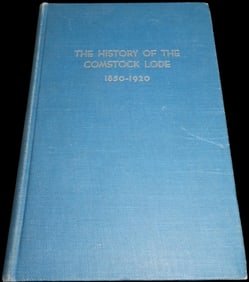 THE HISTORY OF THE
COMSTOCK LODE
1850-1920